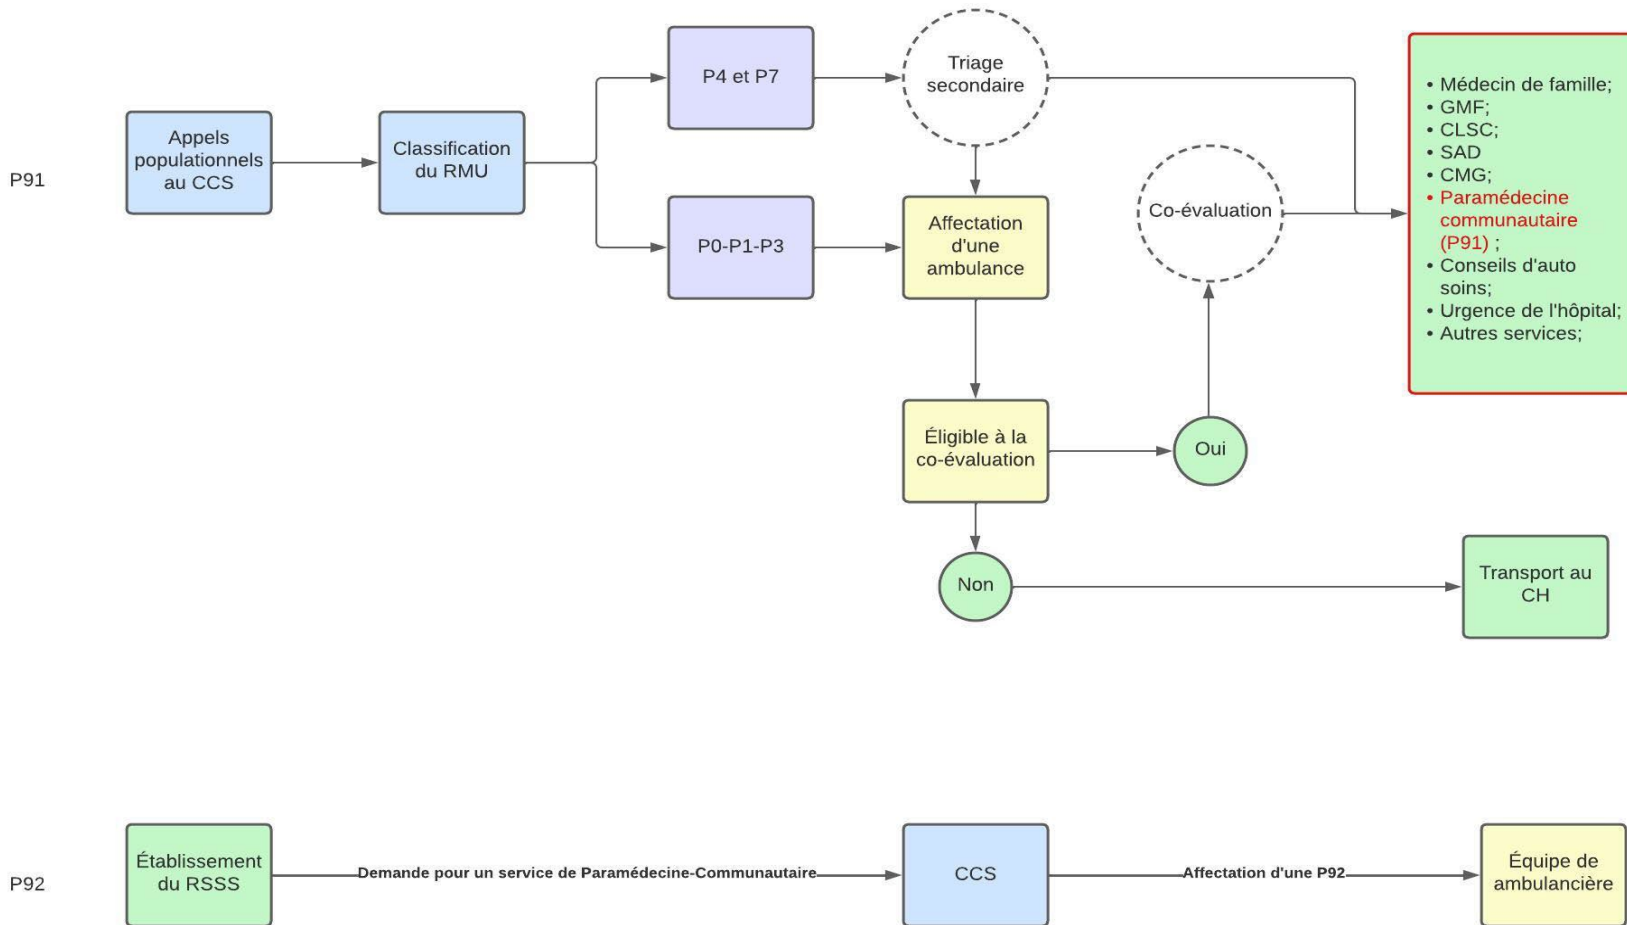 P91
Appels
populationnels
au CCS
Classification
du RMU
P4 et P7
P0-P1-P3
Triage
secondaire
Affectation
d'une
ambulance
Éligible à la
co-évaluation
Non
Oui
Co-évaluation
• Médecin de famille;
• GMF;
• CLSC;
• SAD
• CMG;
• Paramédecine
communautaire
(P91) ;
• Conseils d'auto
soins;
• Urgence de l'hôpital;
• Autres services;
Transport au
CH
P92
Établissement
du RSSS
Demande pour un service de Paramédecine-Communautaire
CCS
Affectation d'une P92
Équipe de
ambulancière